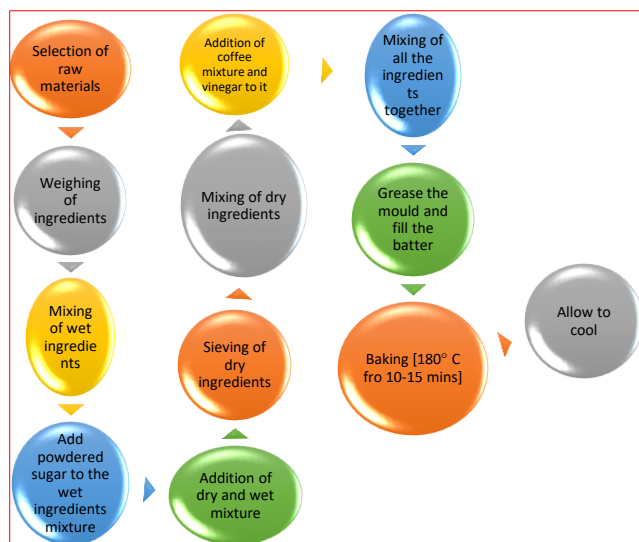 Selection of
raw
materials
Weighing
of
ingredients
Mixing
of wet
ingredie
nts
Add
powdered
sugar to the
wet
ingredients
mixture
Addition of
dry and wet
mixture
Sieving of
dry
ingredients
Mixing of dry
ingredients
Addition of
coffee
mixture and
vinegar to it
Mixing of
all the
ingredien
ts
together
Grease the
mould and
fill the
batter
Baking [180° C
fro 10-15 mins]
Allow to
cool